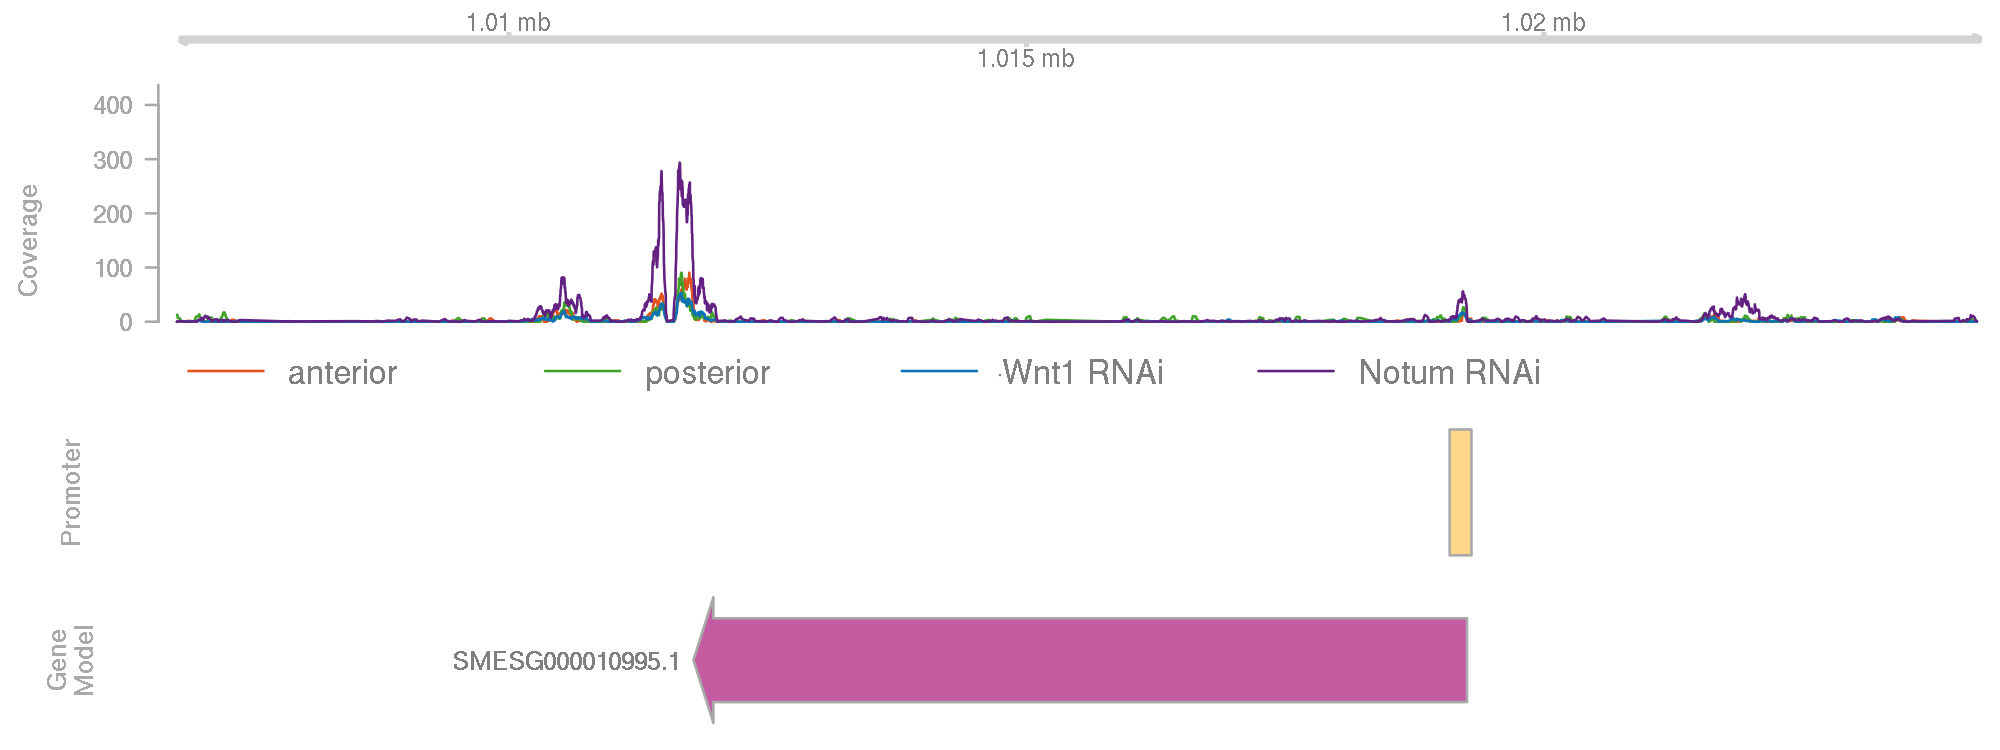 1.01 mb
1.02 mb
1.015 mb
400
300
200
100
0
Coverage
anterior
posterior
Wnt1 RNAi
Notum RNAi
Promoter
Gene
Model
SMESG000010995.1